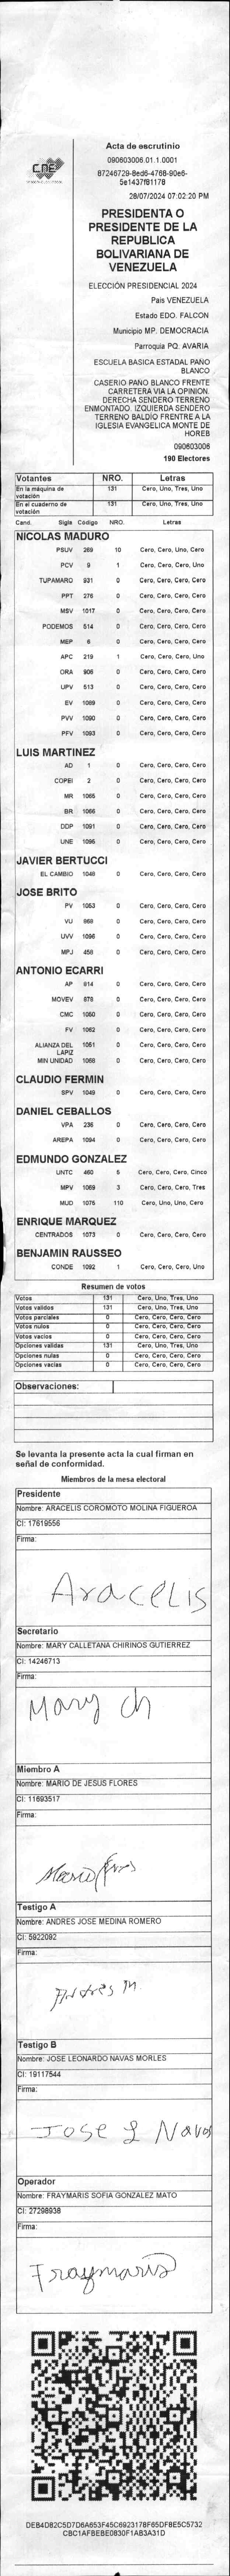 CNE
Acta de escrutinio
090603006.01.1.0001
87246729-8ed6-4768-90e6-
5e1437f81178
28/07/2024 07:02:20 PM
PRESIDENTA O
PRESIDENTE DE LA
REPUBLICA
BOLIVARIANA DE
VENEZUELA
ELECCIÓN PRESIDENCIAL 2024
Pais VENEZUELA
Estado EDO. FALCON
Municipio MP. DEMOCRACIA
Parroquia PQ. AVARIA
ESCUELA BASICA ESTADAL PAÑO
BLANCO
CASERIO PAÑO BLANCO FRENTE
CARRETERA VIA LA OPINION.
DERECHA SENDERO TERRENO
ENMONTADO. IZQUIERDA SENDERO
TERRENO BALDÍO FRENTE A LA
IGLESIA EVANGELICA MONTE DE
HOREB
090603006
190 Electores
Votantes NRO. Letras
En la máquina de votación 131 Cero, Uno, Tres, Uno
En el cuaderno de votación 131 Cero, Uno, Tres, Uno
Cand. Sigla Código NRO. Letras
NICOLAS MADURO
PSUV 269 10 Cero, Cero, Uno, Cero
PCV 9 1 Cero, Cero, Cero, Uno
TUPAMARO 931 0 Cero, Cero, Cero, Cero
PPT 276 0 Cero, Cero, Cero, Cero
MSV 1017 0 Cero, Cero, Cero, Cero
PODEMOS 514 0 Cero, Cero, Cero, Cero
MEP 6 0 Cero, Cero, Cero, Cero
APC 219 1 Cero, Cero, Cero, Uno
ORA 906 0 Cero, Cero, Cero, Cero
UPV 513 0 Cero, Cero, Cero, Cero
EV 1089 0 Cero, Cero, Cero, Cero
PVV 1090 0 Cero, Cero, Cero, Cero
PFV 1093 0 Cero, Cero, Cero, Cero
LUIS MARTINEZ
AD 1 0 Cero, Cero, Cero, Cero
COPEI 2 0 Cero, Cero, Cero, Cero
MR 1065 0 Cero, Cero, Cero, Cero
BR 1066 0 Cero, Cero, Cero, Cero
DDP 1091 0 Cero, Cero, Cero, Cero
UNE 1095 0 Cero, Cero, Cero, Cero
JAVIER BERTUCCI
EL CAMBIO 1048 0 Cero, Cero, Cero, Cero
JOSE BRITO
PV 1053 0 Cero, Cero, Cero, Cero
VU 868 0 Cero, Cero, Cero, Cero
UVV 1096 0 Cero, Cero, Cero, Cero
MPJ 458 0 Cero, Cero, Cero, Cero
ANTONIO ECARRI
AP 914 0 Cero, Cero, Cero, Cero
MOVEV 879 0 Cero, Cero, Cero, Cero
CMC 1050 0 Cero, Cero, Cero, Cero
FV 1062 0 Cero, Cero, Cero, Cero
ALIANZA DEL LAPIZ 1051 0 Cero, Cero, Cero, Cero
MIN UNIDAD 1068 0 Cero, Cero, Cero, Cero
CLAUDIO FERMIN
SPV 1049 0 Cero, Cero, Cero, Cero
DANIEL CEBALLOS
VPA 235 0 Cero, Cero, Cero, Cero
AREPA 1094 0 Cero, Cero, Cero, Cero
EDMUNDO GONZALEZ
UNTC 460 5 Cero, Cero, Cero, Cinco
MPV 1069 3 Cero, Cero, Cero, Tres
MUD 1075 110 Cero, Uno, Uno, Cero
ENRIQUE MARQUEZ
CENTRADOS 1073 0 Cero, Cero, Cero, Cero
BENJAMIN RAUSSEO
CONDE 1092 1 Cero, Cero, Cero, Uno
Resumen de votos
Votos 131 Cero, Uno, Tres, Uno
Votos validos 131 Cero, Uno, Tres, Uno
Votos parciales 0 Cero, Cero, Cero, Cero
Votos nulos 0 Cero, Cero, Cero, Cero
Votos vacios 0 Cero, Cero, Cero, Cero
Opciones validas 131 Cero, Uno, Tres, Uno
Opciones nulas 0 Cero, Cero, Cero, Cero
Opciones vacias 0 Cero, Cero, Cero, Cero
Observaciones:
Se levanta la presente acta la cual firman en
señal de conformidad.
Miembros de la mesa electoral
Presidente
Nombre: ARACELIS COROMOTO MOLINA FIGUEROA
CI: 17619556
Firma:
Aracelis
Secretario
Nombre: MARY CALLETANA CHIRINOS GUTIERREZ
CI: 14246713
Firma:
Mary ch
Miembro A
Nombre: MARIO DE JESUS FLORES
CI: 11693517
Firma:
Mario
Testigo A
Nombre: ANDRES JOSE MEDINA ROMERO
CI: 5922092
Firma:
Andres M.
Testigo B
Nombre: JOSE LEONARDO NAVAS MORLES
CI: 19117544
Firma:
Jose L Navas
Operador
Nombre: FRAYMARIS SOFIA GONZALEZ MATO
CI: 27298936
Firma:
Fraymaris
DEB4D82C5D7D6A653F45C6923178F65DF8E5C5732
CBC1AFBEBE0830F1AB3A31D